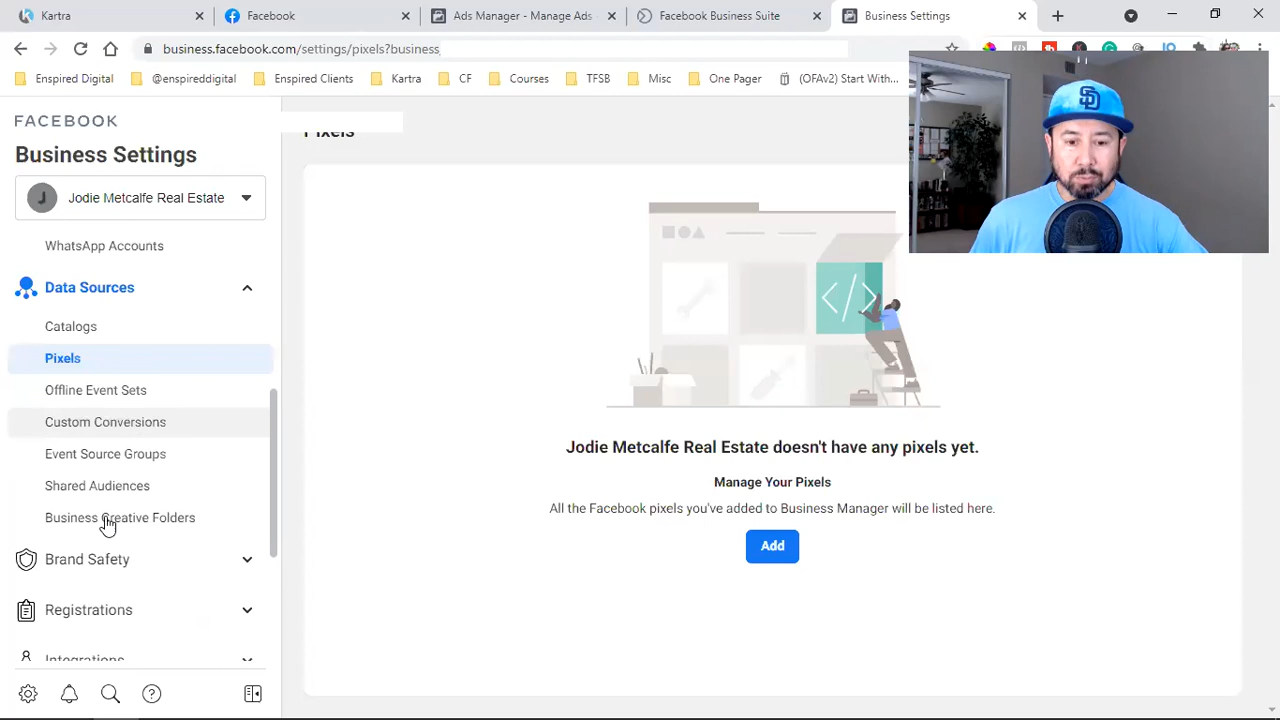 Kartra
Facebook
Ads Manager - Manage Ads
Facebook Business Suite
Business Settings
business.facebook.com/settings/pixels?business
Enspired Digital
@enspireddigital
Enspired Clients
Kartra
CF
Courses
TFSB
Misc
One Pager
(OFAv2) Start With...
FACEBOOK
Business Settings
J
Jodie Metcalfe Real Estate
WhatsApp Accounts
Data Sources
Catalogs
Pixels
Offline Event Sets
Custom Conversions
Event Source Groups
Shared Audiences
Business Creative Folders
Brand Safety
Registrations
Integrations
Pixels
Jodie Metcalfe Real Estate doesn't have any pixels yet.
Manage Your Pixels
All the Facebook pixels you've added to Business Manager will be listed here.
Add
SD